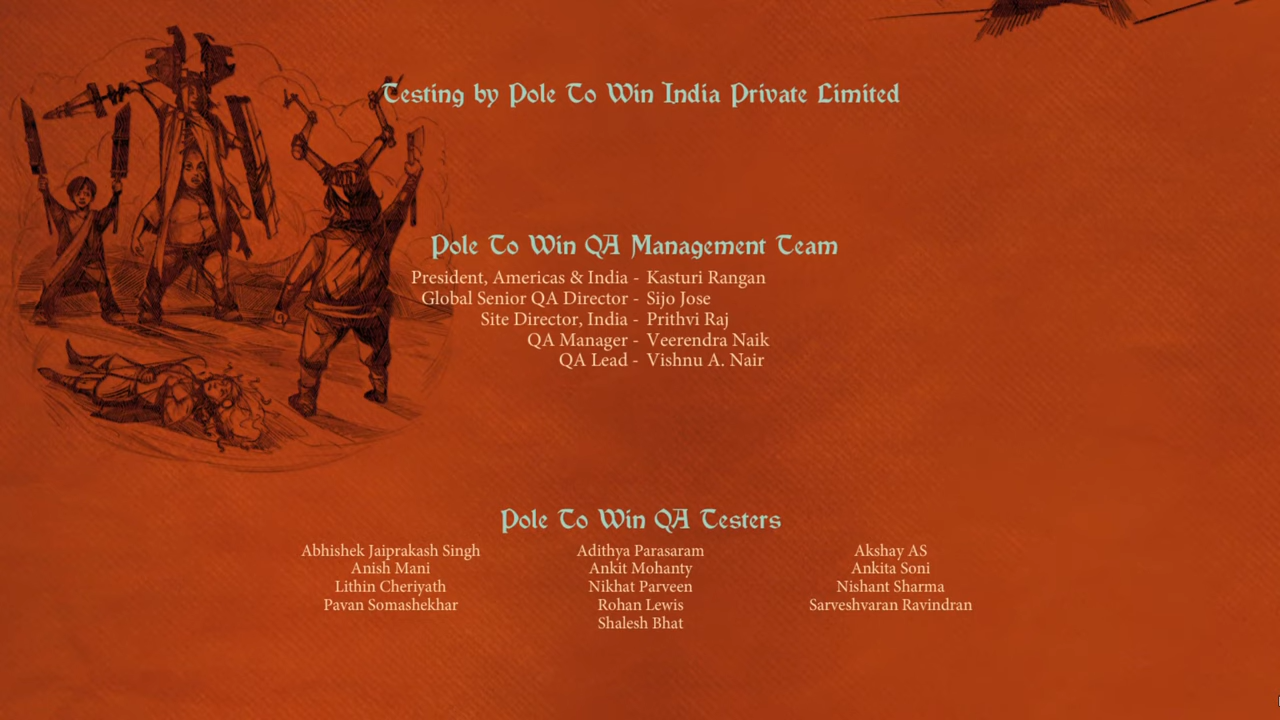 Testing by Pole To Win India Private Limited
Pole To Win QA Management Team
President, Americas & India - Kasturi Rangan
Global Senior QA Director - Sijo Jose
Site Director, India - Prithvi Raj
QA Manager - Veerendra Naik
QA Lead - Vishnu A. Nair
Pole To Win QA Testers
Abhishek Jaiprakash Singh Adithya Parasaram Akshay AS
Anish Mani Ankit Mohanty Ankita Soni
Lithin Cheriyath Nikhat Parveen Nishant Sharma
Pavan Somashekhar Rohan Lewis Sarveshvaran Ravindran
Shalesh Bhat